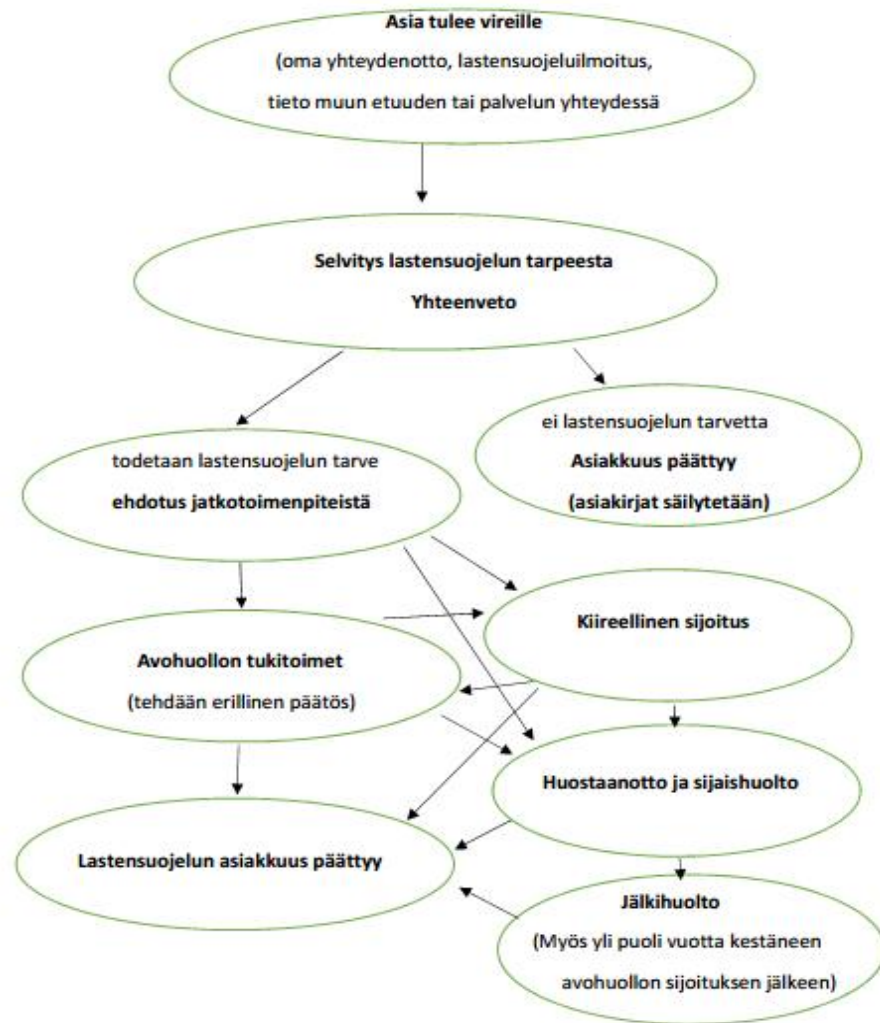 Asia tulee vireille
(oma yhteydenotto, lastensuojeluilmoitus,
tieto muun etuuden tai palvelun yhteydessä
Selvitys lastensuojelun tarpeesta
Yhteenveto
ei lastensuojelun tarvetta
Asiakkuus päättyy
(asiakirjat säilytetään)
todetaan lastensuojelun tarve
ehdotus jatkotoimenpiteistä
Kiireellinen sijoitus
Avohuollon tukitoimet
(tehdään erillinen päätös)
Huostaanotto ja sijaishuolto
Lastensuojelun asiakkuus päättyy
Jälkihuolto
(Myös yli puoli vuotta kestäneen
avohuollon sijoituksen jälkeen)